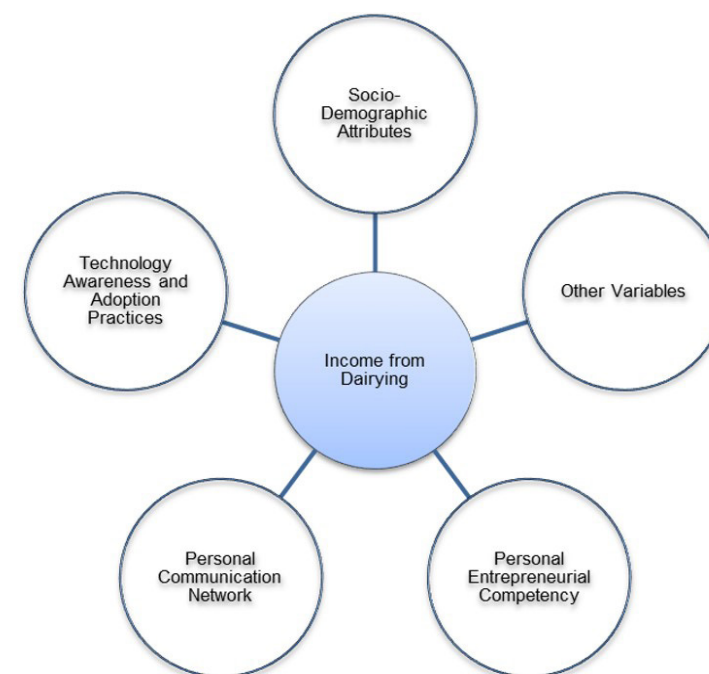 Socio-
Demographic
Attributes
Technology
Awareness and
Adoption
Practices
Other Variables
Income from
Dairying
Personal
Communication
Network
Personal
Entrepreneurial
Competency